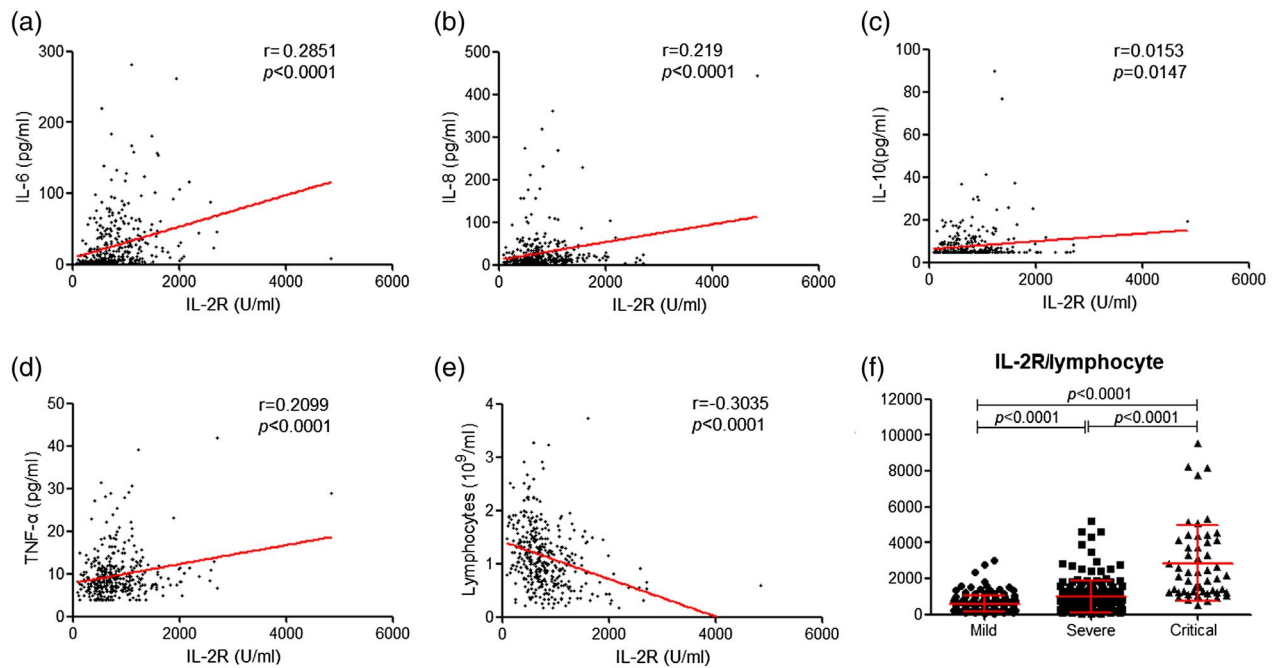 (a)
r= 0.2851
p<0.0001
IL-6 (pg/ml)
300
200
100
0
0 2000 4000 6000
IL-2R (U/ml)
(b)
r=0.219
p<0.0001
IL-8 (pg/ml)
500
400
300
200
100
0
0 2000 4000 6000
IL-2R (U/ml)
(c)
r=0.0153
p=0.0147
IL-10(pg/ml)
100
80
60
40
20
0
0 2000 4000 6000
IL-2R (U/ml)
(d)
r=0.2099
p<0.0001
TNF-α (pg/ml)
50
40
30
20
10
0
0 2000 4000 6000
IL-2R (U/ml)
(e)
r=-0.3035
p<0.0001
Lymphocytes (10⁹/ml)
4
3
2
1
0
0 2000 4000 6000
IL-2R (U/ml)
(f)
IL-2R/lymphocyte
p<0.0001
p<0.0001 p<0.0001
12000
10000
8000
6000
4000
2000
0
Mild Severe Critical